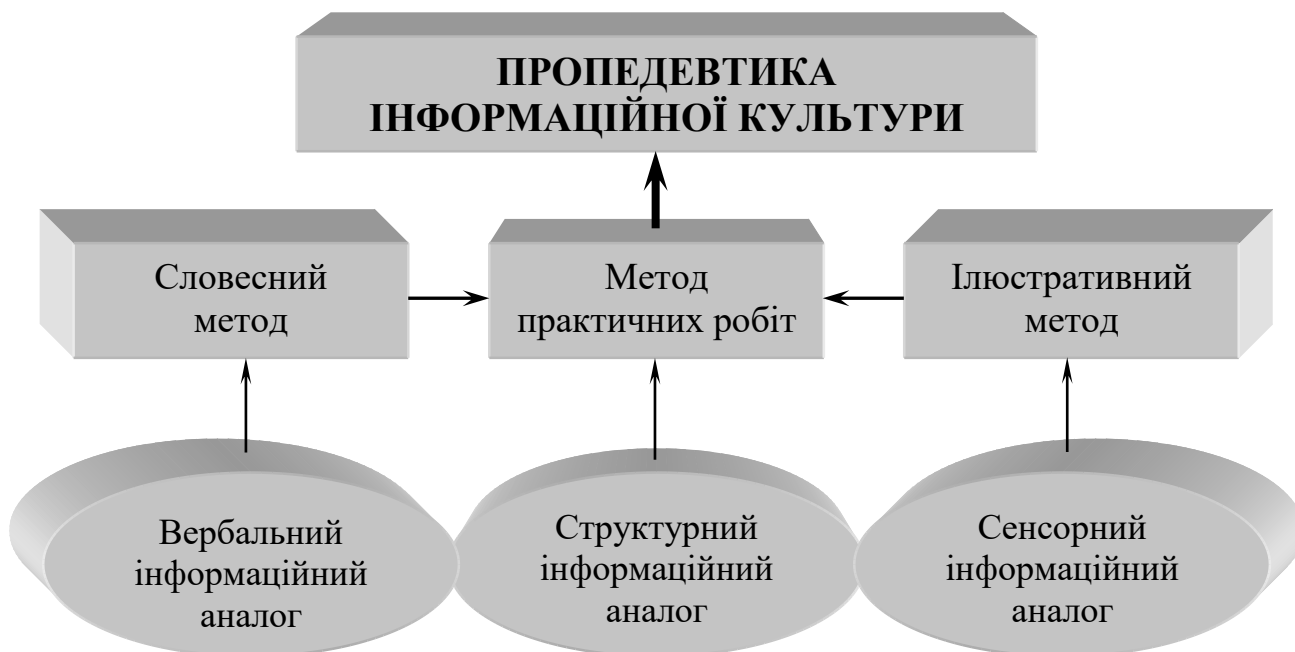 ПРОПЕДЕВТИКА
ІНФОРМАЦІЙНОЇ КУЛЬТУРИ
Словесний
метод
Метод
практичних робіт
Ілюстративний
метод
Вербальний
інформаційний
аналог
Структурний
інформаційний
аналог
Сенсорний
інформаційний
аналог